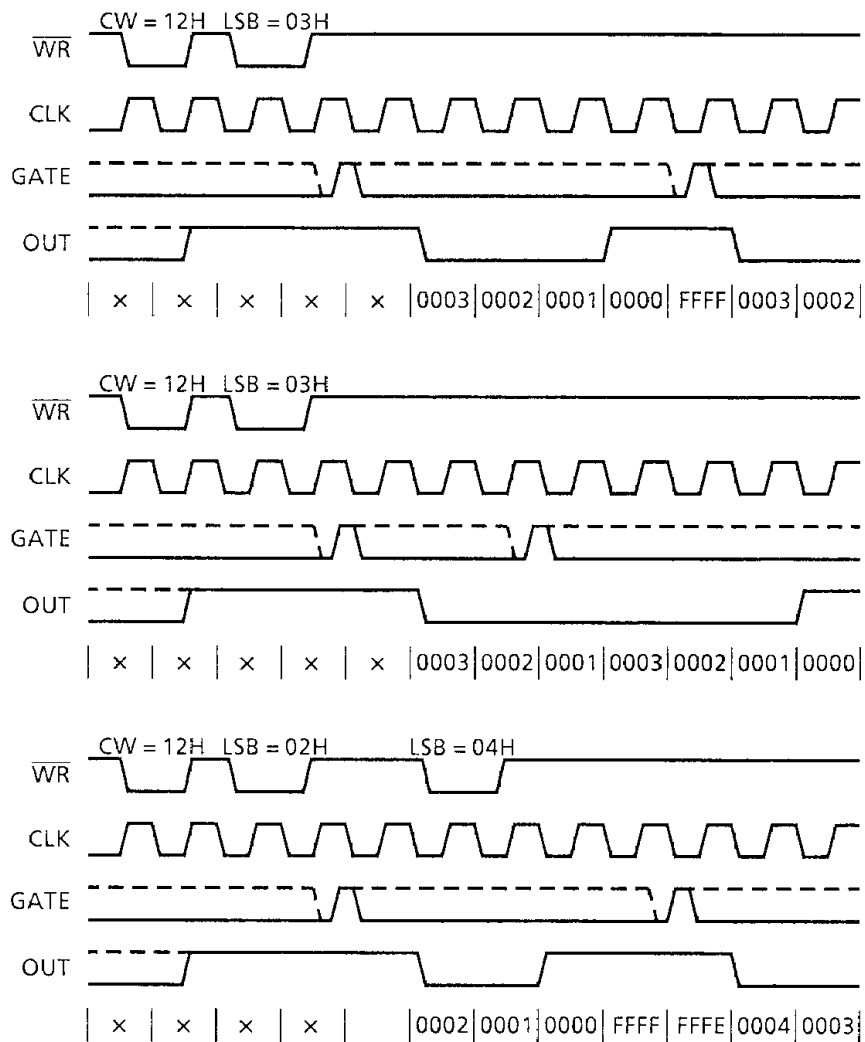 CW = 12H LSB = 03H
WR
CLK
GATE
OUT
× × × × × 0003 0002 0001 0000 FFFF 0003 0002
CW = 12H LSB = 03H
WR
CLK
GATE
OUT
× × × × × 0003 0002 0001 0003 0002 0001 0000
CW = 12H LSB = 02H LSB = 04H
WR
CLK
GATE
OUT
× × × × 0002 0001 0000 FFFF FFFE 0004 0003